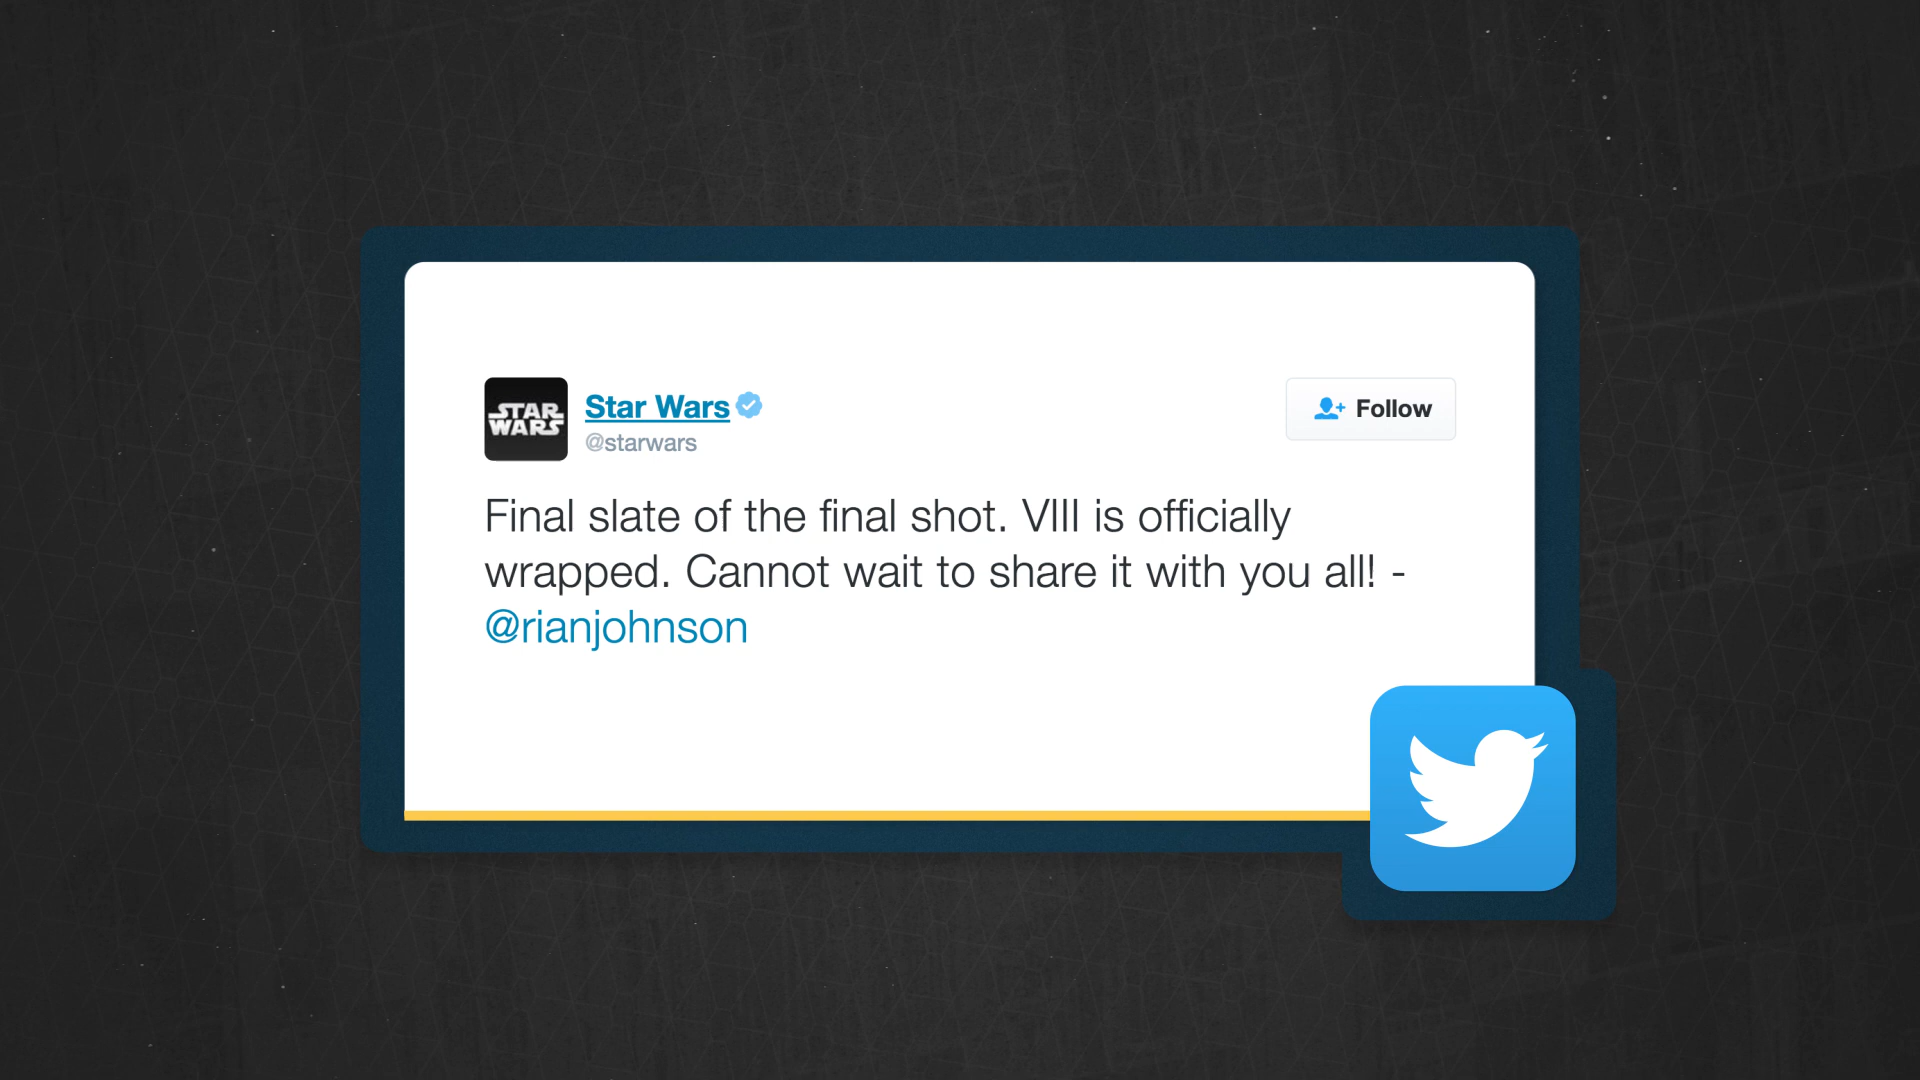 STAR
WARS
Star Wars
@starwars
Follow
Final slate of the final shot. VIII is officially
wrapped. Cannot wait to share it with you all! -
@rianjohnson